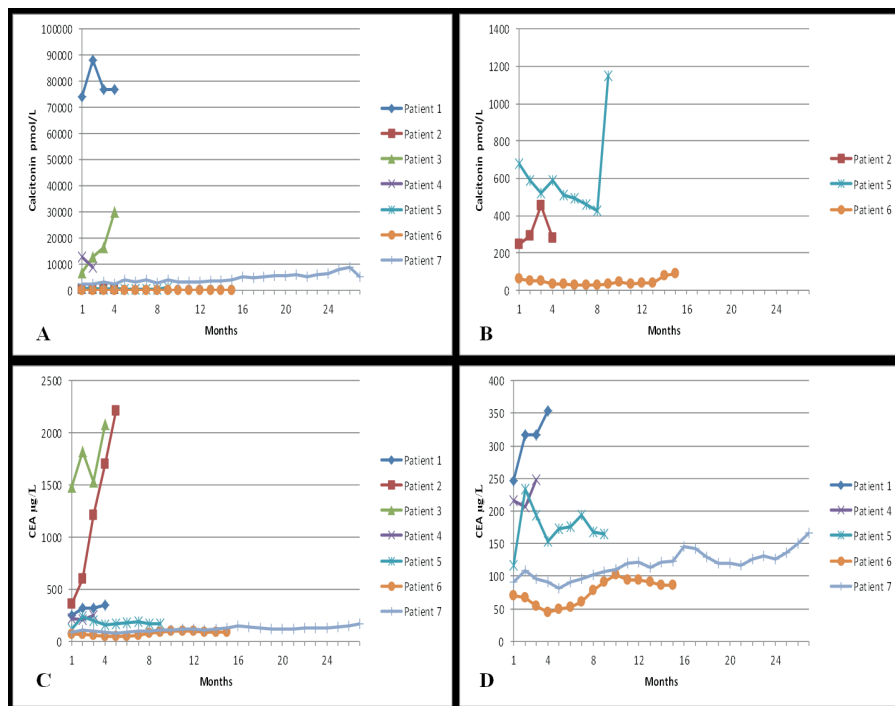 100000
90000
80000
70000
60000
50000
40000
30000
20000
10000
0
Calcitonin pmol/L
1 4 8 12 16 20 24
Months
Patient 1
Patient 2
Patient 3
Patient 4
Patient 5
Patient 6
Patient 7
A
1400
1200
1000
800
600
400
200
0
Calcitonin pmol/L
1 4 8 12 16 20 24
Months
Patient 2
Patient 5
Patient 6
B
2500
2000
1500
1000
500
0
CEA µg/L
1 4 8 12 16 20 24
Months
Patient 1
Patient 2
Patient 3
Patient 4
Patient 5
Patient 6
Patient 7
C
400
350
300
250
200
150
100
50
0
CEA µg/L
1 4 8 12 16 20 24
Months
Patient 1
Patient 4
Patient 5
Patient 7
Patient 6
D